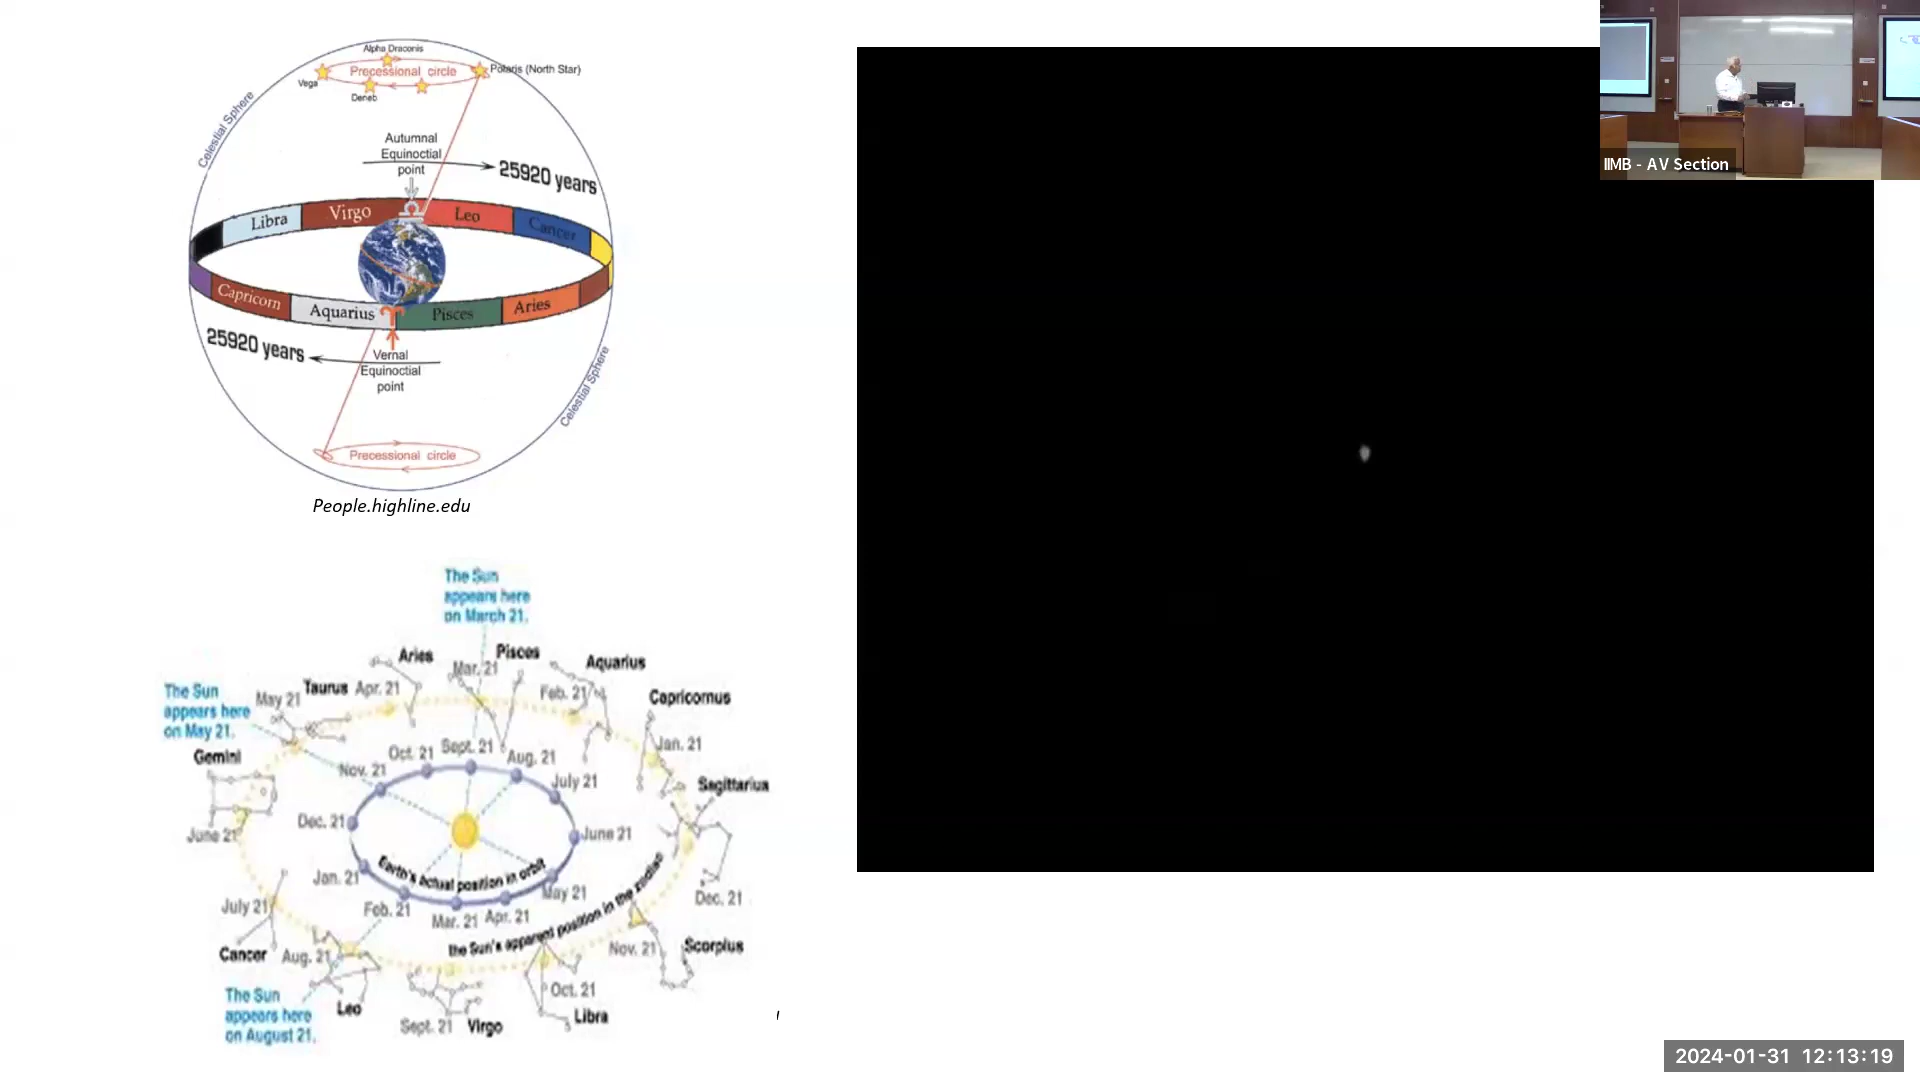 Alpha Draconis
Precessional circle
Polaris (North Star)
Vega
Deneb
Celestial Sphere
Autumnal
Equinoctial
point
25920 years
Libra
Virgo
Leo
Cancer
Capricorn
Aquarius
Pisces
Aries
25920 years
Vernal
Equinoctial
point
Celestial Sphere
Precessional circle
People.highline.edu
The Sun
appears here
on March 21.
Aries
Pisces
Aquarius
Mar. 21
The Sun
appears here
on May 21.
May 21
Taurus
Apr. 21
Feb. 21
Capricornus
Jan. 21
Gemini
Oct. 21
Sept. 21
Aug. 21
Nov. 21
July 21
Sagittarius
Dec. 21
June 21
June 21
Earth's actual position in orbit
Jan. 21
May 21
July 21
Feb. 21
Mar. 21
Apr. 21
the Sun's apparent position in the zodiac
Dec. 21
Cancer
Aug. 21
Nov. 21
Scorpius
The Sun
appears here
on August 21.
Leo
Sept. 21
Virgo
Oct. 21
Libra
IIMB - AV Section
2024-01-31 12:13:19